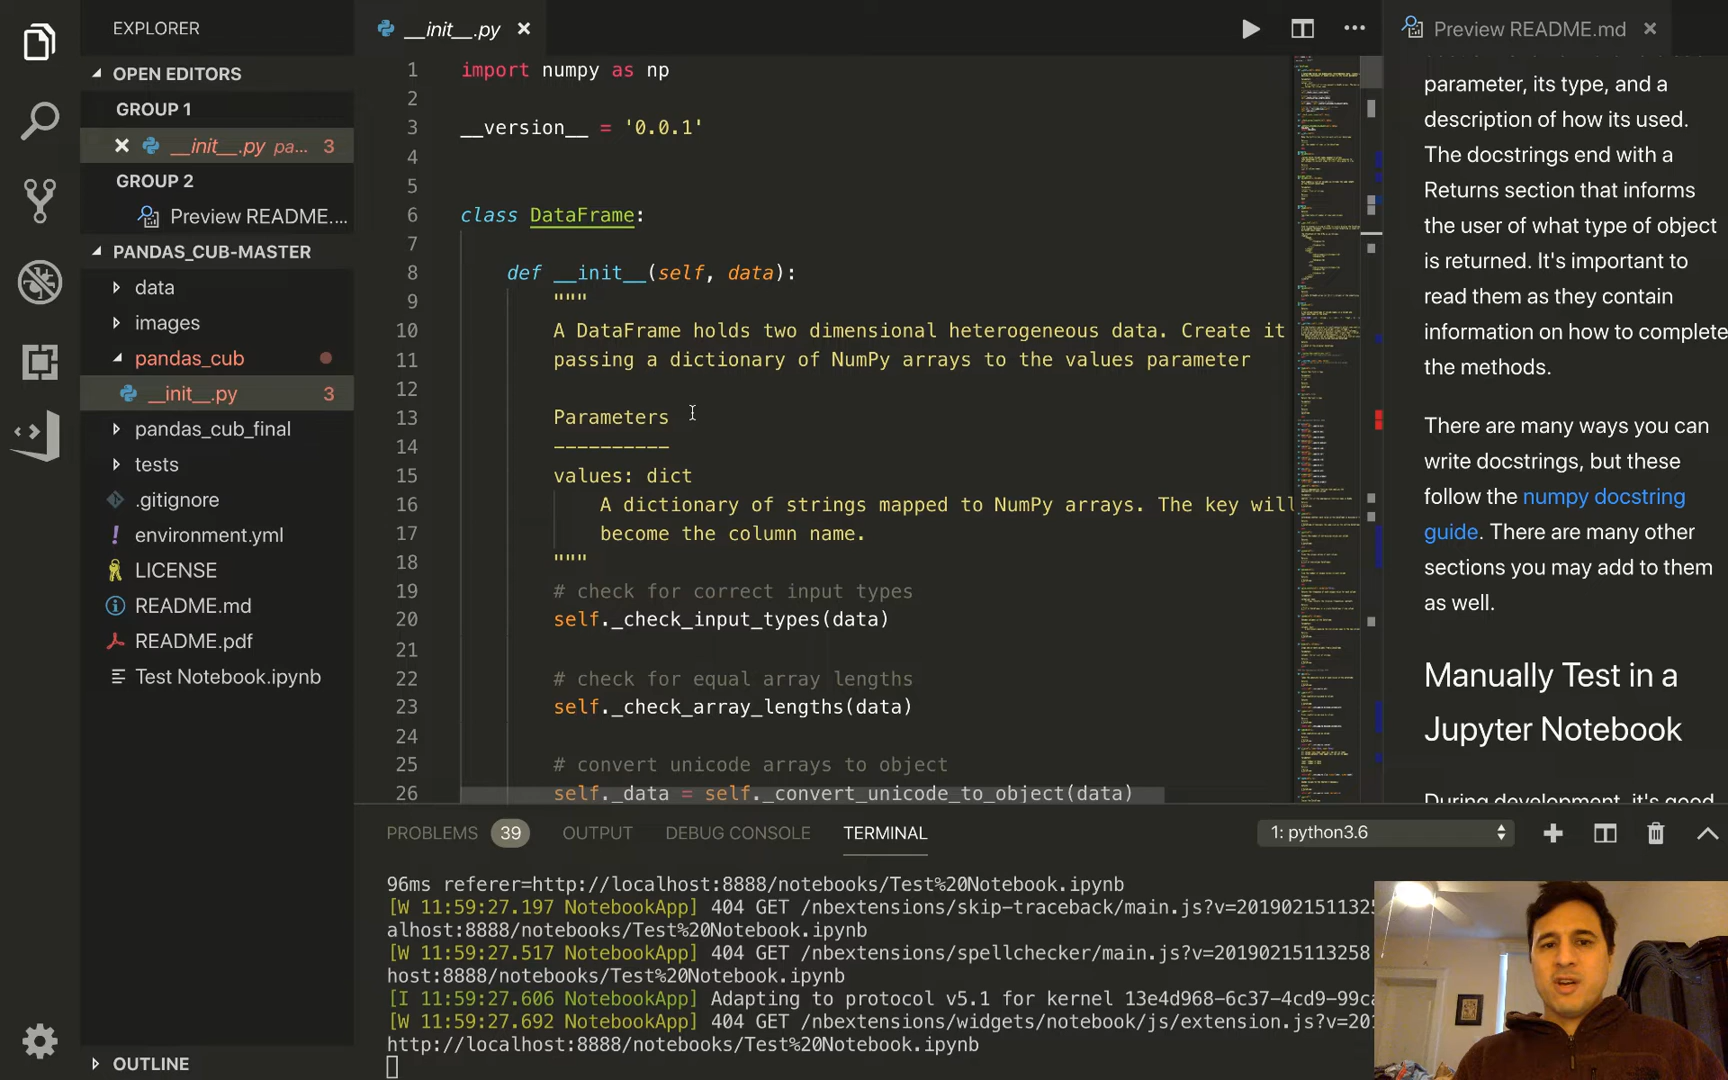 EXPLORER
OPEN EDITORS
GROUP 1
__init__.py pa... 3
GROUP 2
Preview README....
PANDAS_CUB-MASTER
data
images
pandas_cub
__init__.py 3
pandas_cub_final
tests
.gitignore
environment.yml
LICENSE
README.md
README.pdf
Test Notebook.ipynb
OUTLINE
__init__.py
1 import numpy as np
2
3 __version__ = '0.0.1'
4
5
6 class DataFrame:
7
8 def __init__(self, data):
9 """
10 A DataFrame holds two dimensional heterogeneous data. Create it
11 passing a dictionary of NumPy arrays to the values parameter
12
13 Parameters
14 ----------
15 values: dict
16 A dictionary of strings mapped to NumPy arrays. The key will
17 become the column name.
18 """
19 # check for correct input types
20 self._check_input_types(data)
21
22 # check for equal array lengths
23 self._check_array_lengths(data)
24
25 # convert unicode arrays to object
26 self._data = self._convert_unicode_to_object(data)
Preview README.md
parameter, its type, and a
description of how its used.
The docstrings end with a
Returns section that informs
the user of what type of object
is returned. It's important to
read them as they contain
information on how to complete
the methods.
There are many ways you can
write docstrings, but these
follow the numpy docstring
guide. There are many other
sections you may add to them
as well.
Manually Test in a
Jupyter Notebook
During development, it's good
PROBLEMS 39 OUTPUT DEBUG CONSOLE TERMINAL 1: python3.6
96ms referer=http://localhost:8888/notebooks/Test%20Notebook.ipynb
[W 11:59:27.197 NotebookApp] 404 GET /nbextensions/skip-traceback/main.js?v=2019021511325
alhost:8888/notebooks/Test%20Notebook.ipynb
[W 11:59:27.517 NotebookApp] 404 GET /nbextensions/spellchecker/main.js?v=20190215113258
host:8888/notebooks/Test%20Notebook.ipynb
[I 11:59:27.606 NotebookApp] Adapting to protocol v5.1 for kernel 13e4d968-6c37-4cd9-99ca
[W 11:59:27.692 NotebookApp] 404 GET /nbextensions/widgets/notebook/js/extension.js?v=201
http://localhost:8888/notebooks/Test%20Notebook.ipynb